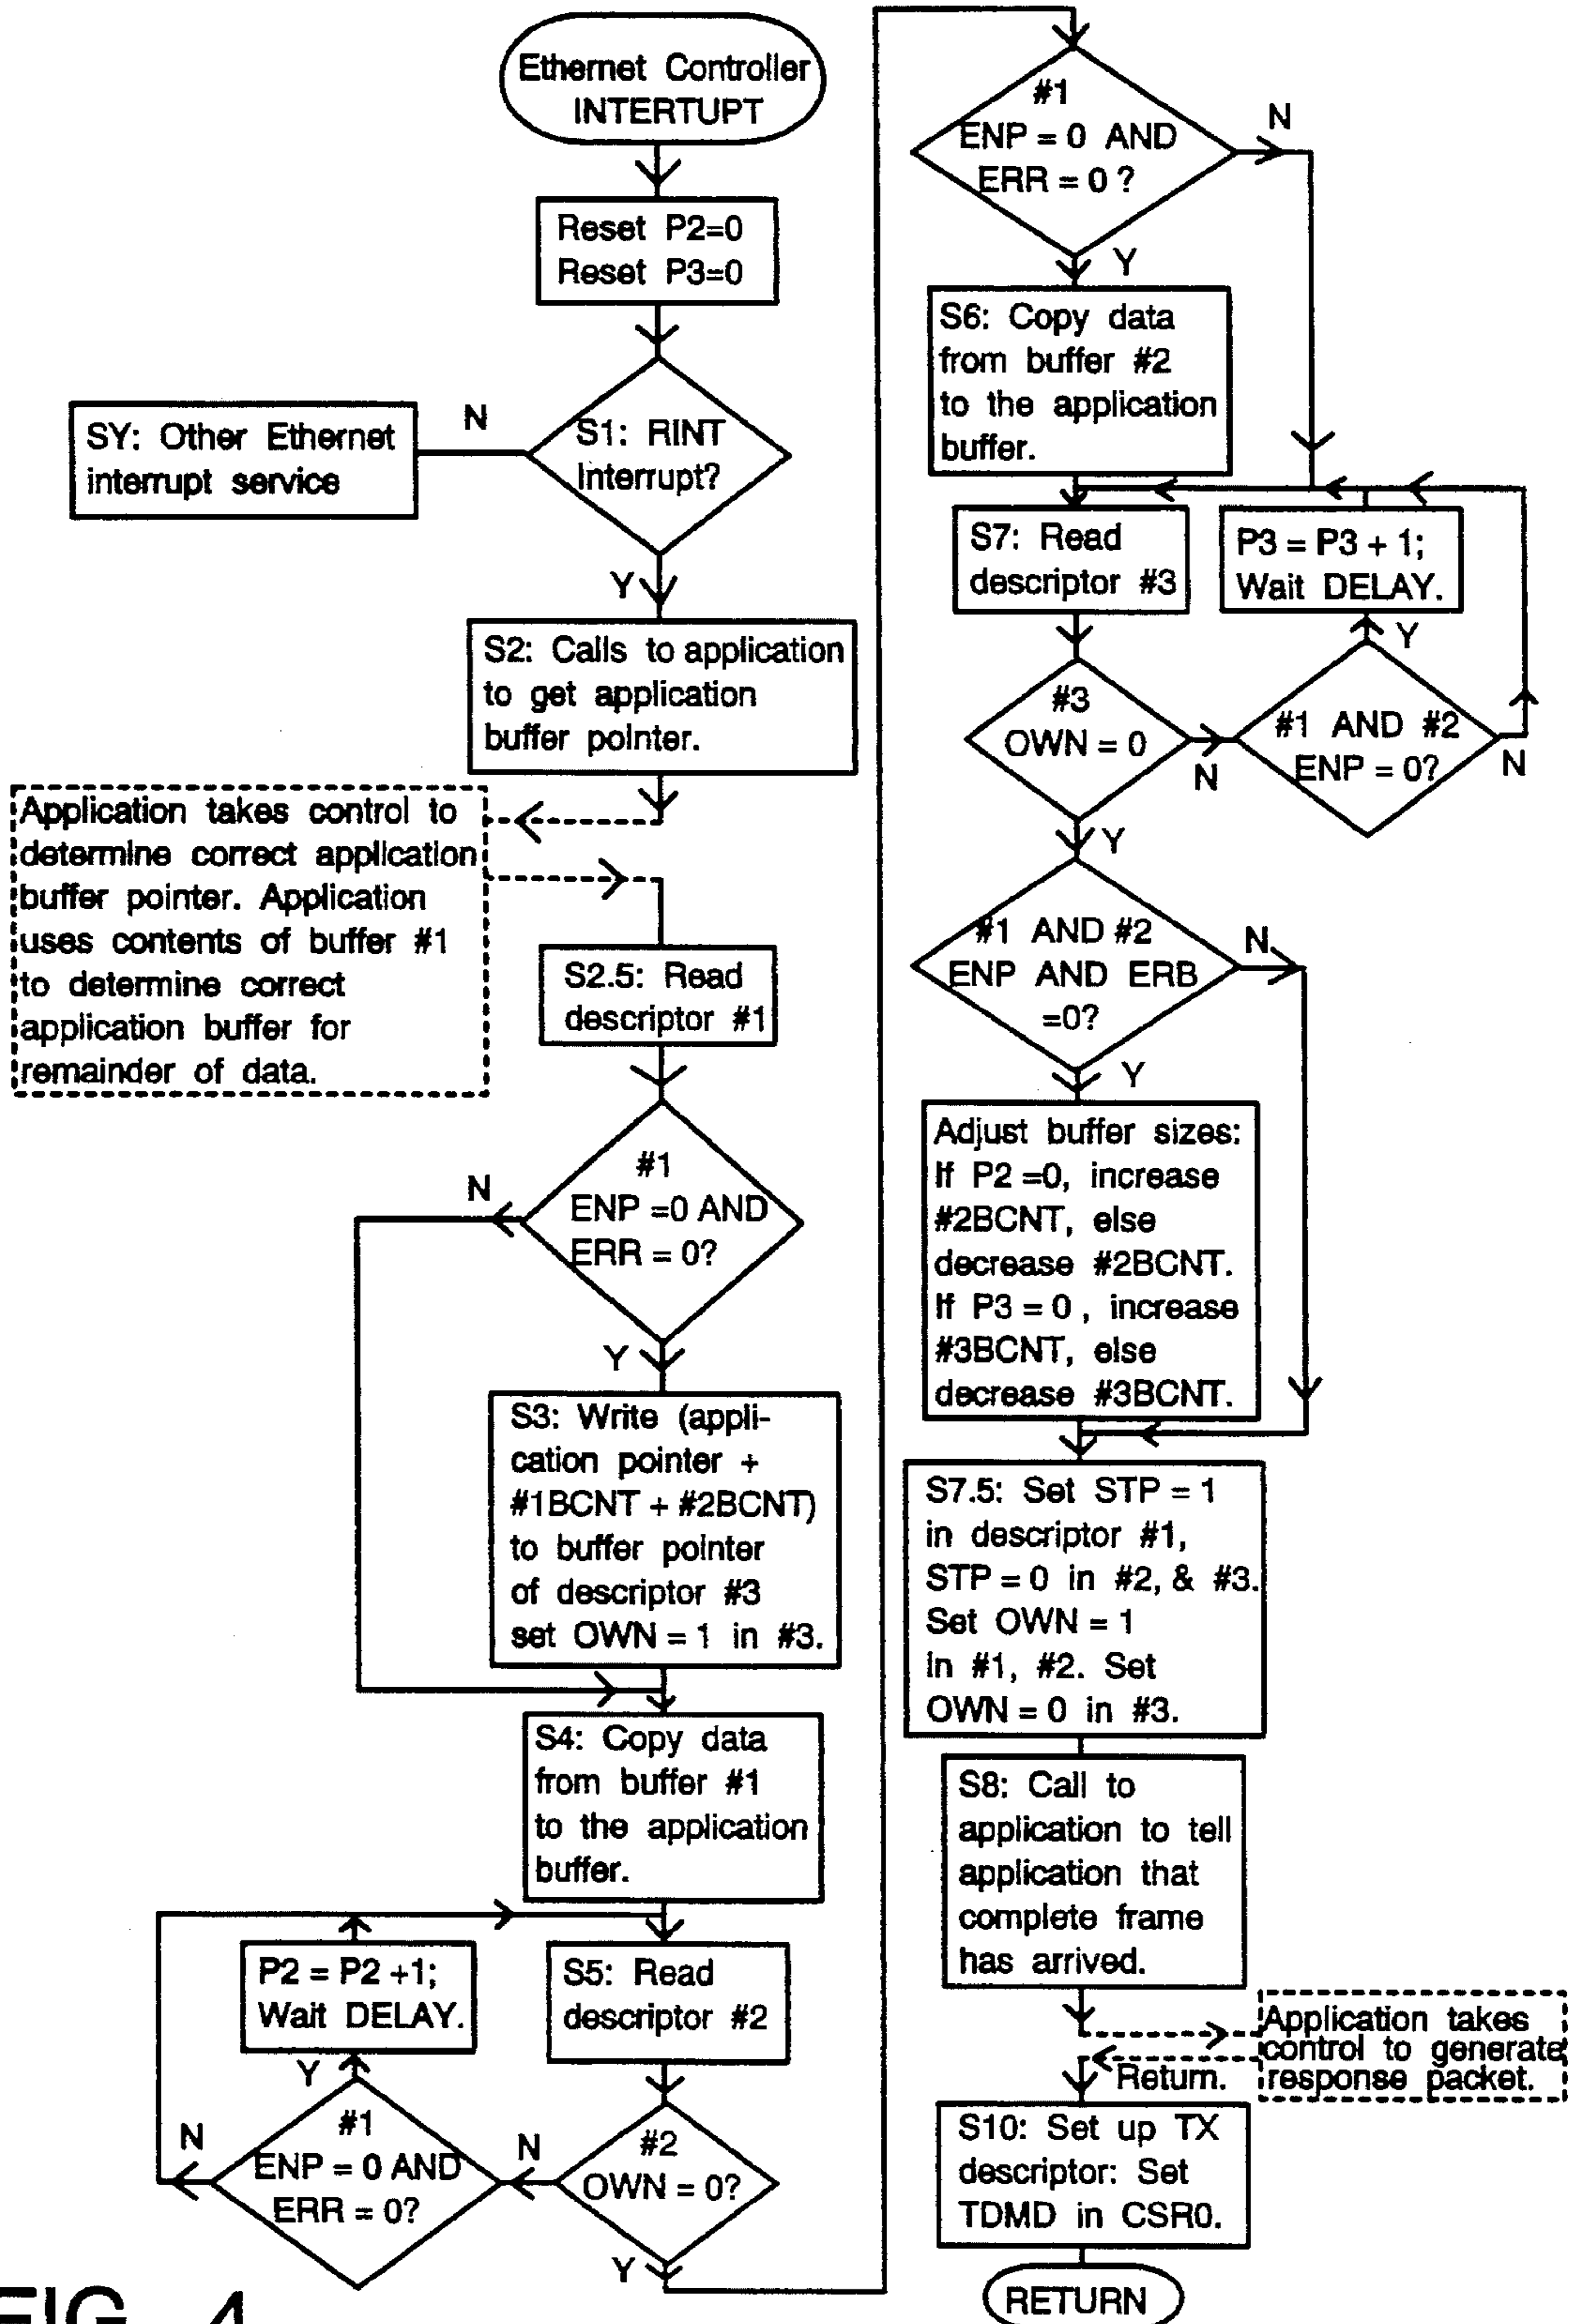 Ethernet Controller
INTERTUPT
Reset P2=0
Reset P3=0
S1: RINT
Interrupt?
N
SY: Other Ethernet
interrupt service
Y
S2: Calls to application
to get application
buffer pointer.
Application takes control to
determine correct application
buffer pointer. Application
uses contents of buffer #1
to determine correct
application buffer for
remainder of data.
S2.5: Read
descriptor #1
#1
ENP =0 AND
ERR = 0?
N
Y
S3: Write (appli-
cation pointer +
#1BCNT + #2BCNT)
to buffer pointer
of descriptor #3
set OWN = 1 in #3.
S4: Copy data
from buffer #1
to the application
buffer.
P2 = P2 +1;
Wait DELAY.
S5: Read
descriptor #2
Y
#1
ENP = 0 AND
ERR = 0?
N
N
#2
OWN = 0?
Y
#1
ENP = 0 AND
ERR = 0 ?
N
Y
S6: Copy data
from buffer #2
to the application
buffer.
S7: Read
descriptor #3
P3 = P3 + 1;
Wait DELAY.
Y
#3
OWN = 0
N
#1 AND #2
ENP = 0?
N
Y
#1 AND #2
ENP AND ERB
=0?
N
Y
Adjust buffer sizes:
If P2 =0, increase
#2BCNT, else
decrease #2BCNT.
If P3 = 0 , increase
#3BCNT, else
decrease #3BCNT.
S7.5: Set STP = 1
in descriptor #1,
STP = 0 in #2, & #3.
Set OWN = 1
in #1, #2. Set
OWN = 0 in #3.
S8: Call to
application to tell
application that
complete frame
has arrived.
Application takes
control to generate
response packet.
Return.
S10: Set up TX
descriptor: Set
TDMD in CSR0.
RETURN
FIG. 4